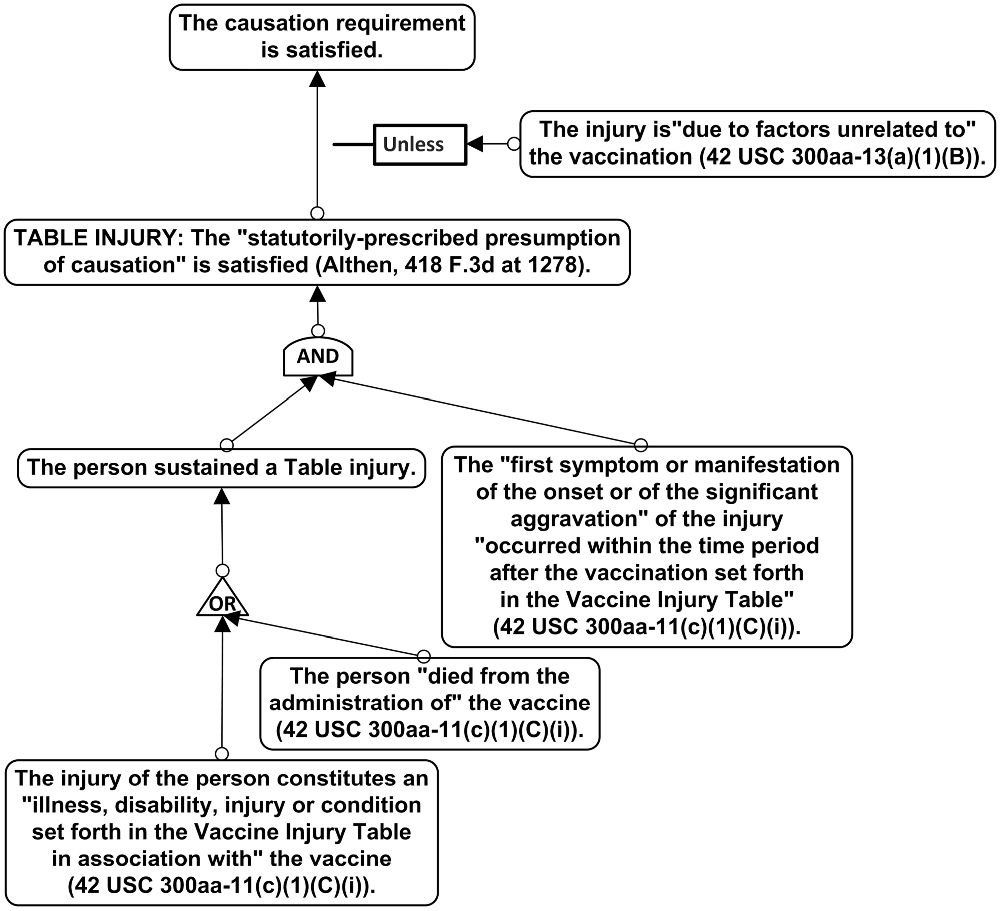 The causation requirement
is satisfied.
Unless
The injury is"due to factors unrelated to"
the vaccination (42 USC 300aa-13(a)(1)(B)).
TABLE INJURY: The "statutorily-prescribed presumption
of causation" is satisfied (Althen, 418 F.3d at 1278).
AND
The person sustained a Table injury.
The "first symptom or manifestation
of the onset or of the significant
aggravation" of the injury
"occurred within the time period
after the vaccination set forth
in the Vaccine Injury Table"
(42 USC 300aa-11(c)(1)(C)(i)).
OR
The person "died from the
administration of" the vaccine
(42 USC 300aa-11(c)(1)(C)(i)).
The injury of the person constitutes an
"illness, disability, injury or condition
set forth in the Vaccine Injury Table
in association with" the vaccine
(42 USC 300aa-11(c)(1)(C)(i)).